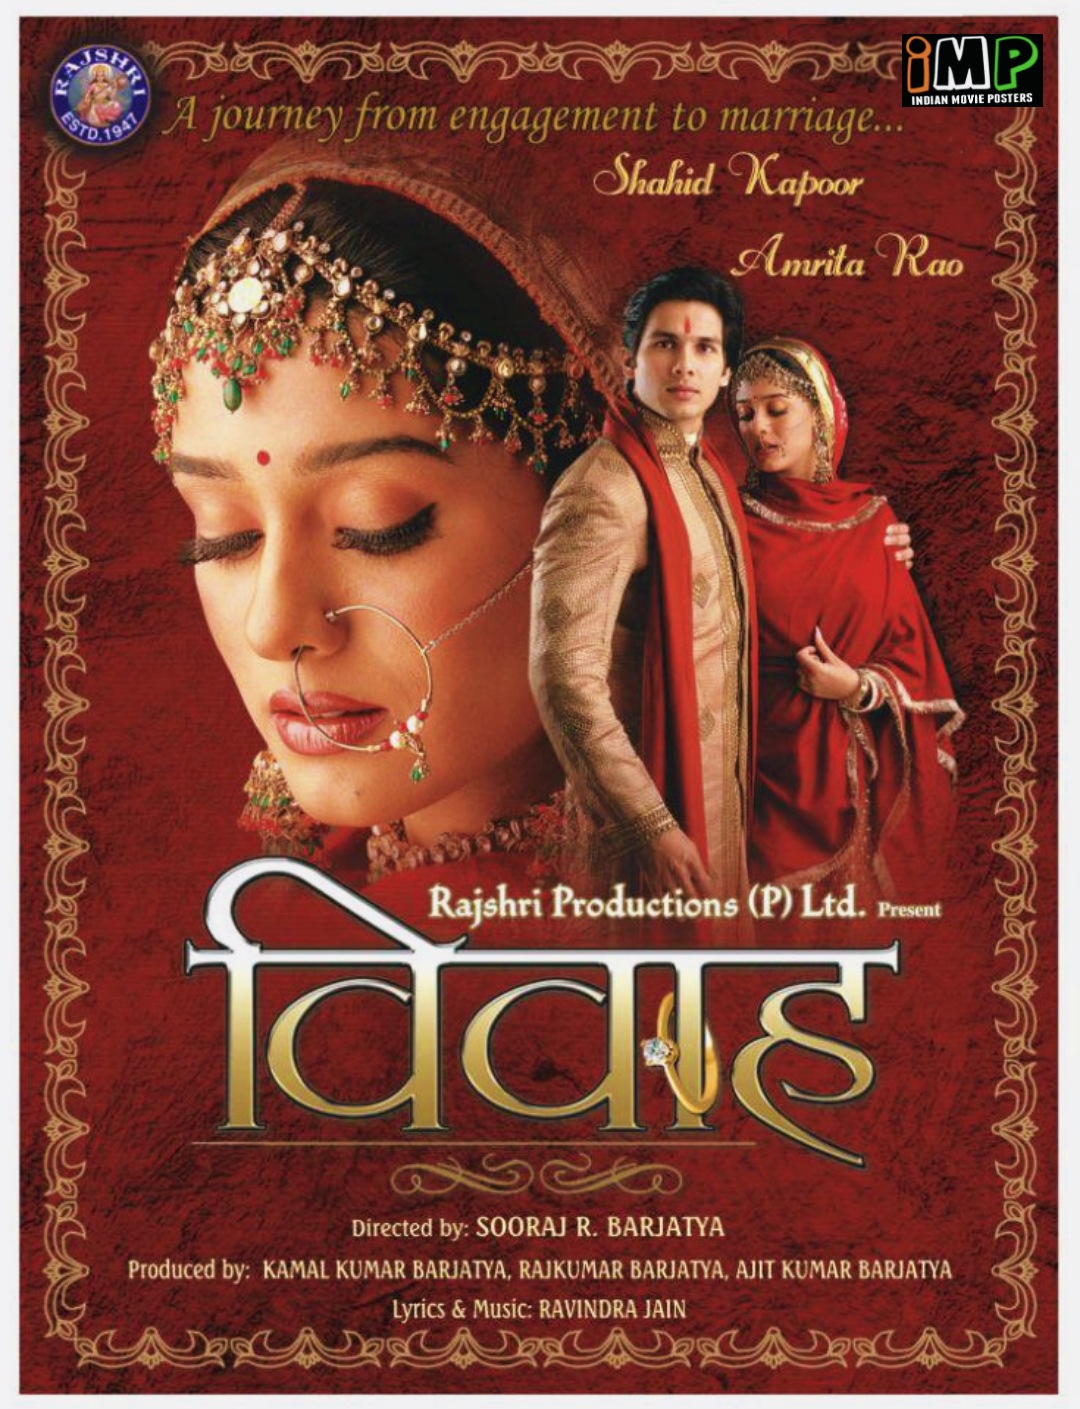 RAJSHRI
ESTD. 1947
iMP
INDIAN MOVIE POSTERS
A journey from engagement to marriage...
Shahid Kapoor
Amrita Rao
Rajshri Productions (P) Ltd. Present
विवाह
Directed by: SOORAJ R. BARJATYA
Produced by: KAMAL KUMAR BARJATYA, RAJKUMAR BARJATYA, AJIT KUMAR BARJATYA
Lyrics & Music: RAVINDRA JAIN